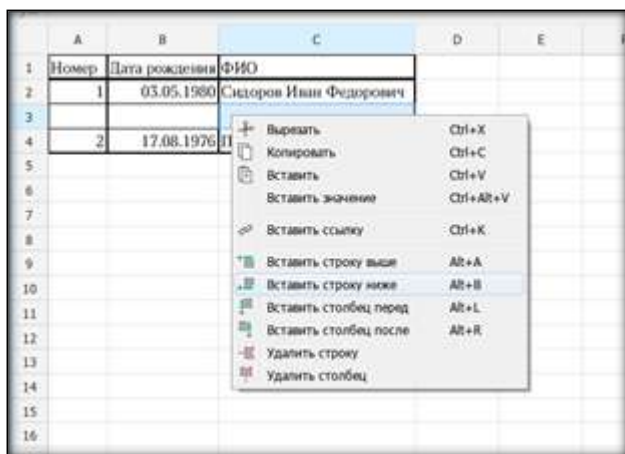 A B C D E
1 Номер Дата рождения ФИО
2 1 03.05.1980 Сидоров Иван Федорович
3
4 2 17.08.1976
5
6
7
8
9
10
11
12
13
14
15
16
Вырезать Ctrl+X
Копировать Ctrl+C
Вставить Ctrl+V
Вставить значение Ctrl+Alt+V
Вставить ссылку Ctrl+K
Вставить строку выше Alt+A
Вставить строку ниже Alt+B
Вставить столбец перед Alt+L
Вставить столбец после Alt+R
Удалить строку
Удалить столбец